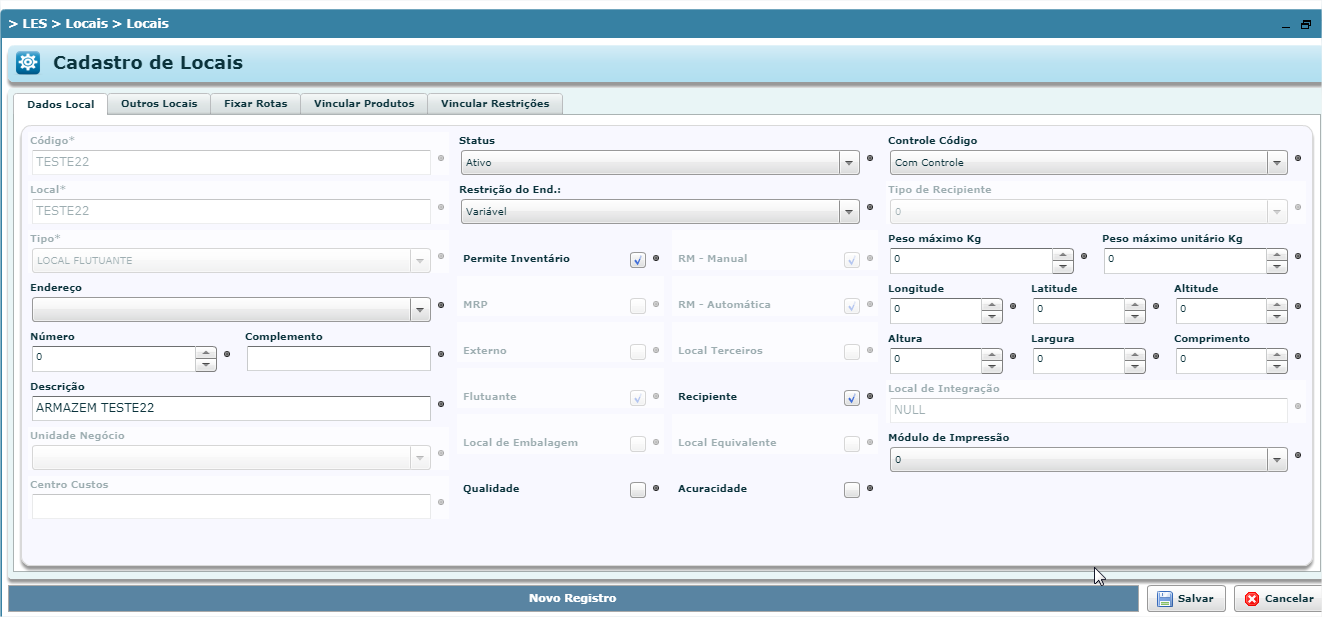 > LES > Locais > Locais
Cadastro de Locais
Dados Local
Outros Locais
Fixar Rotas
Vincular Produtos
Vincular Restrições
Código*
TESTE22
Local*
TESTE22
Tipo*
LOCAL FLUTUANTE
Endereço
Número
Complemento
0
Descrição
ARMAZEM TESTE22
Unidade Negócio
Centro Custos
Status
Ativo
Restrição do End.:
Variável
Permite Inventário
RM - Manual
MRP
RM - Automática
Externo
Local Terceiros
Flutuante
Recipiente
Local de Embalagem
Local Equivalente
Qualidade
Acuracidade
Controle Código
Com Controle
Tipo de Recipiente
0
Peso máximo Kg
Peso máximo unitário Kg
0
0
Longitude
Latitude
Altitude
0
0
0
Altura
Largura
Comprimento
0
0
0
Local de Integração
NULL
Módulo de Impressão
0
Novo Registro
Salvar
Cancelar